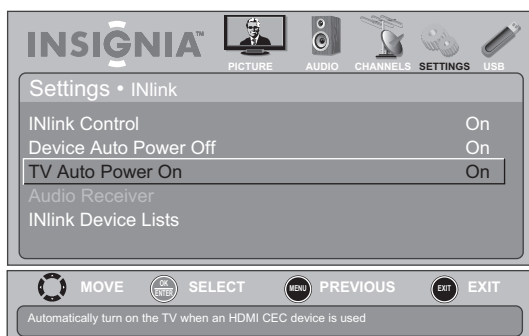 INSIGNIA™
PICTURE AUDIO CHANNELS SETTINGS USB
Settings • INlink
INlink Control On
Device Auto Power Off On
TV Auto Power On On
Audio Receiver
INlink Device Lists
MOVE OK ENTER SELECT MENU PREVIOUS EXIT EXIT
Automatically turn on the TV when an HDMI CEC device is used